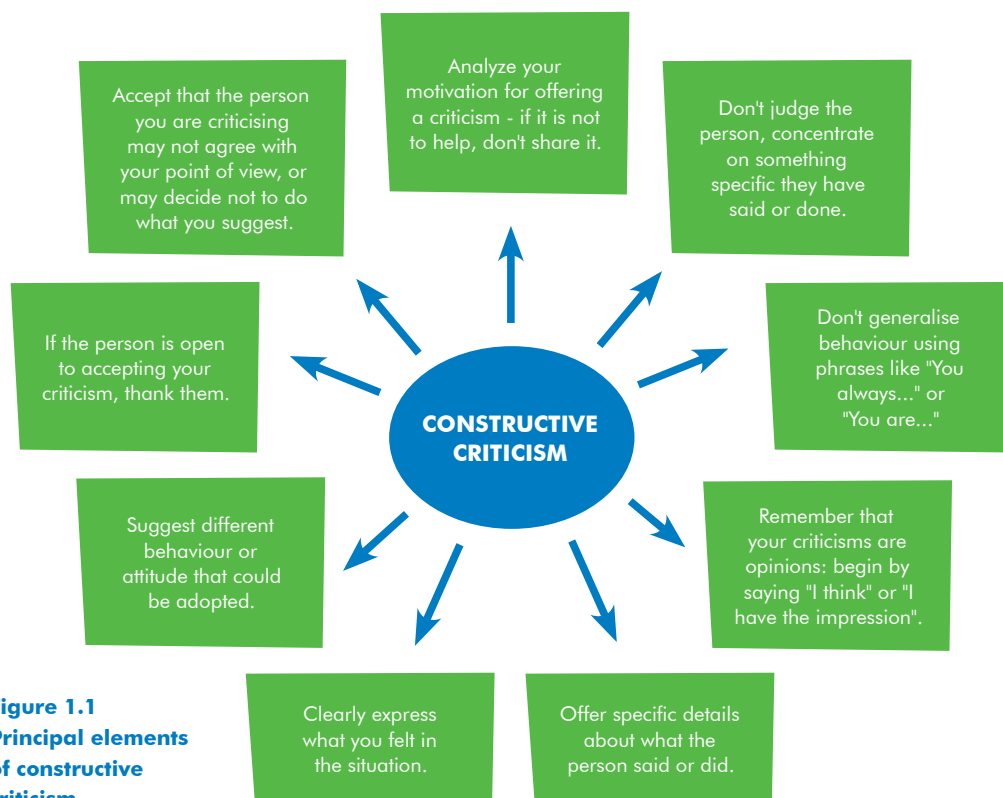 Analyze your
motivation for offering
a criticism - if it is not
to help, don't share it.
Don't judge the
person, concentrate
on something
specific they have
said or done.
Don't generalise
behaviour using
phrases like "You
always..." or
"You are..."
Remember that
your criticisms are
opinions: begin by
saying "I think" or "I
have the impression".
Offer specific details
about what the
person said or did.
Clearly express
what you felt in
the situation.
Suggest different
behaviour or
attitude that could
be adopted.
If the person is open
to accepting your
criticism, thank them.
Accept that the person
you are criticising
may not agree with
your point of view, or
may decide not to do
what you suggest.
CONSTRUCTIVE
CRITICISM
igure 1.1
Principal elements
of constructive
criticism